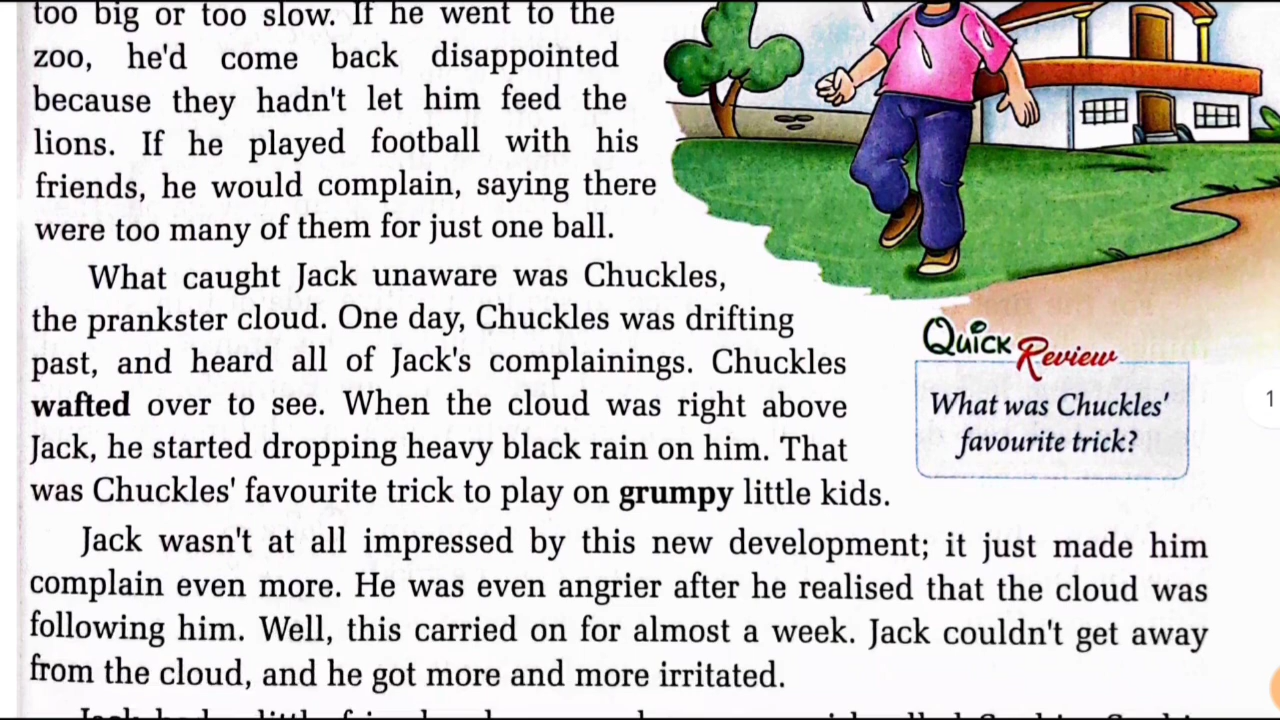 too big or too slow. If he went to the
zoo, he'd come back disappointed
because they hadn't let him feed the
lions. If he played football with his
friends, he would complain, saying there
were too many of them for just one ball.
What caught Jack unaware was Chuckles,
the prankster cloud. One day, Chuckles was drifting
past, and heard all of Jack's complainings. Chuckles
wafted over to see. When the cloud was right above
Jack, he started dropping heavy black rain on him. That
was Chuckles' favourite trick to play on grumpy little kids.
Quick Review
What was Chuckles'
favourite trick?
1
Jack wasn't at all impressed by this new development; it just made him
complain even more. He was even angrier after he realised that the cloud was
following him. Well, this carried on for almost a week. Jack couldn't get away
from the cloud, and he got more and more irritated.